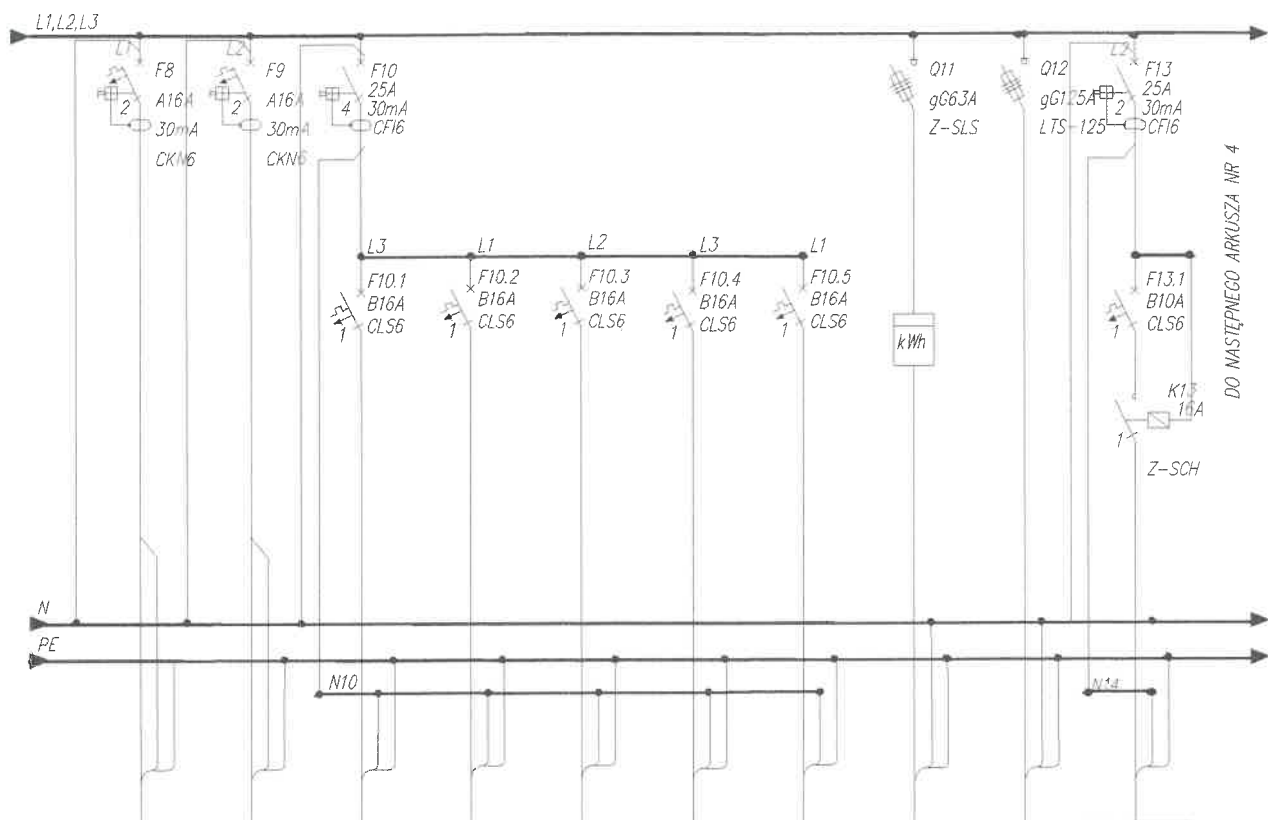 L1,L2,L3
L1
F8
A16A
2
30mA
CKN6
L2
F9
A16A
2
30mA
CKN6
F10
25A
4
30mA
CFI6
Q11
gG63A
Z-SLS
Q12
gG125A
LTS-125
L2
F13
25A
2
30mA
CFI6
L3
F10.1
B16A
1
CLS6
L1
F10.2
B16A
1
CLS6
L2
F10.3
B16A
1
CLS6
L3
F10.4
B16A
1
CLS6
L1
F10.5
B16A
1
CLS6
kWh
F13.1
B10A
1
CLS6
K13
16A
1
Z-SCH
DO NASTĘPNEGO ARKUSZA NR 4
N
PE
N10
N14